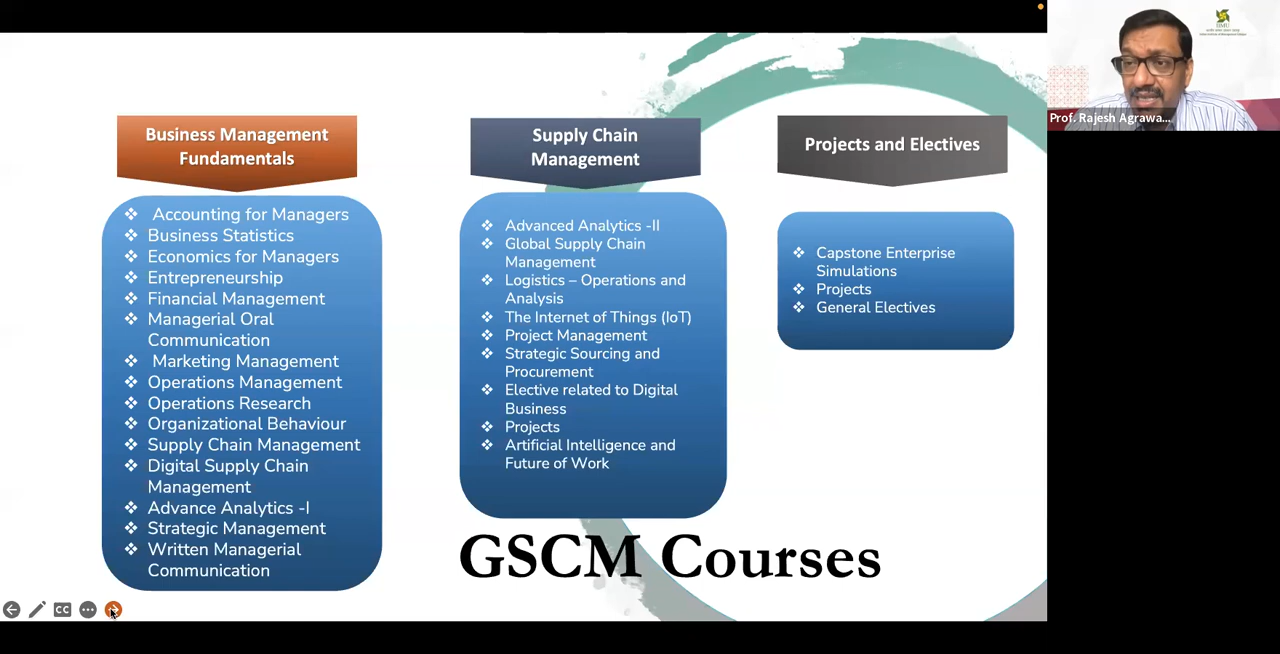 Business Management
Fundamentals
❖ Accounting for Managers
❖ Business Statistics
❖ Economics for Managers
❖ Entrepreneurship
❖ Financial Management
❖ Managerial Oral
Communication
❖ Marketing Management
❖ Operations Management
❖ Operations Research
❖ Organizational Behaviour
❖ Supply Chain Management
❖ Digital Supply Chain
Management
❖ Advance Analytics -I
❖ Strategic Management
❖ Written Managerial
Communication
Supply Chain
Management
❖ Advanced Analytics -II
❖ Global Supply Chain
Management
❖ Logistics – Operations and
Analysis
❖ The Internet of Things (IoT)
❖ Project Management
❖ Strategic Sourcing and
Procurement
❖ Elective related to Digital
Business
❖ Projects
❖ Artificial Intelligence and
Future of Work
Projects and Electives
❖ Capstone Enterprise
Simulations
❖ Projects
❖ General Electives
GSCM Courses
CC
IIMU
Prof. Rajesh Agrawa...